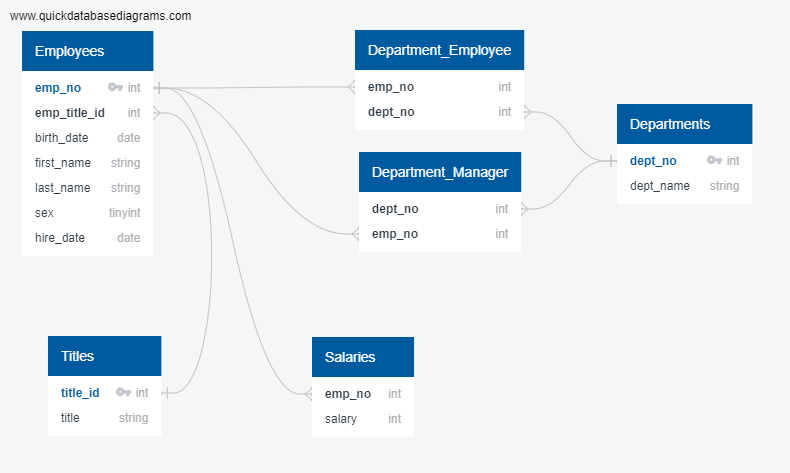 www.quickdatabasediagrams.com
Employees
emp_no int
emp_title_id int
birth_date date
first_name string
last_name string
sex tinyint
hire_date date
Department_Employee
emp_no int
dept_no int
Department_Manager
dept_no int
emp_no int
Departments
dept_no int
dept_name string
Titles
title_id int
title string
Salaries
emp_no int
salary int